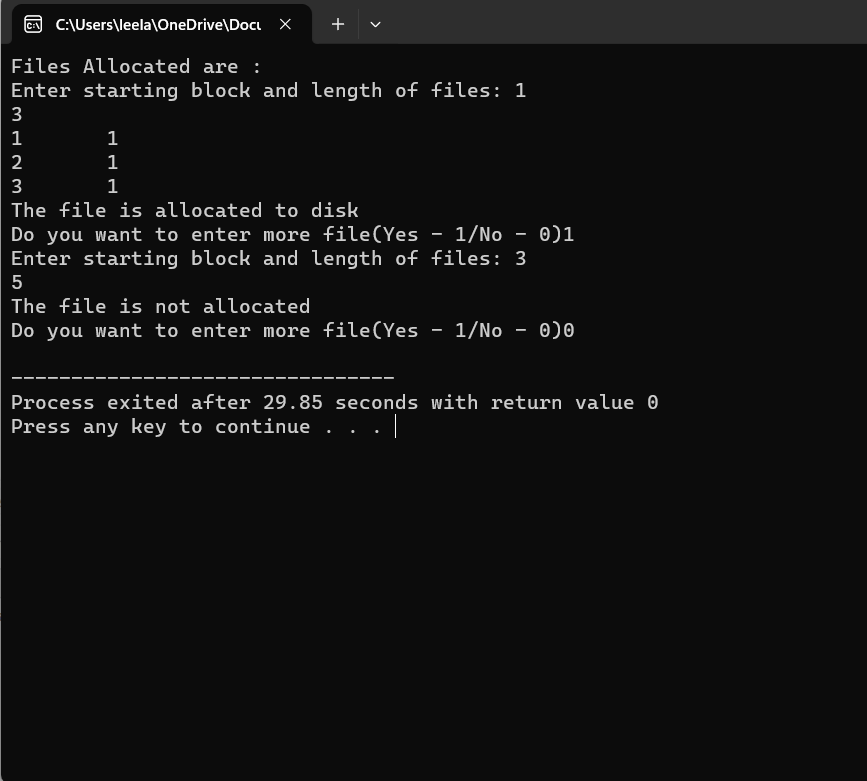 C:\Users\leela\OneDrive\Docu
Files Allocated are :
Enter starting block and length of files: 1
3
1       1
2       1
3       1
The file is allocated to disk
Do you want to enter more file(Yes - 1/No - 0)1
Enter starting block and length of files: 3
5
The file is not allocated
Do you want to enter more file(Yes - 1/No - 0)0
--------------------------------
Process exited after 29.85 seconds with return value 0
Press any key to continue . . .